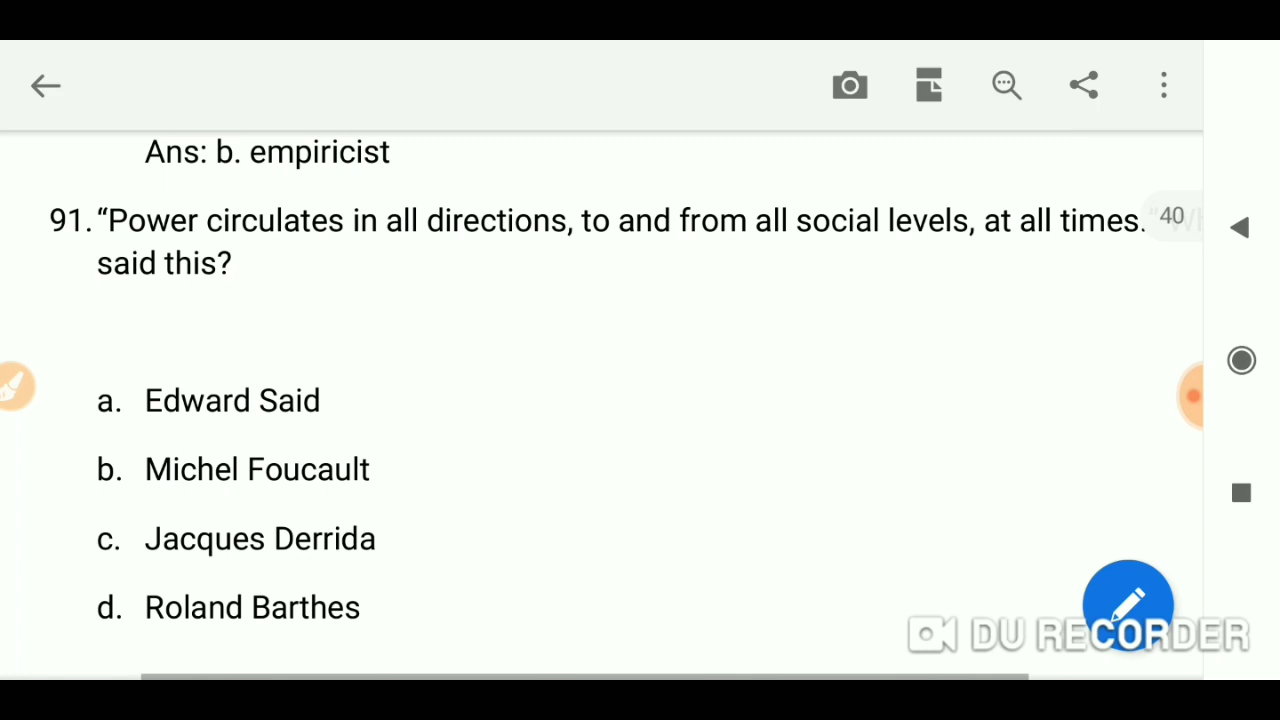 Ans: b. empiricist
91. “Power circulates in all directions, to and from all social levels, at all times.”
40
said this?
a. Edward Said
b. Michel Foucault
c. Jacques Derrida
d. Roland Barthes
DU RECORDER